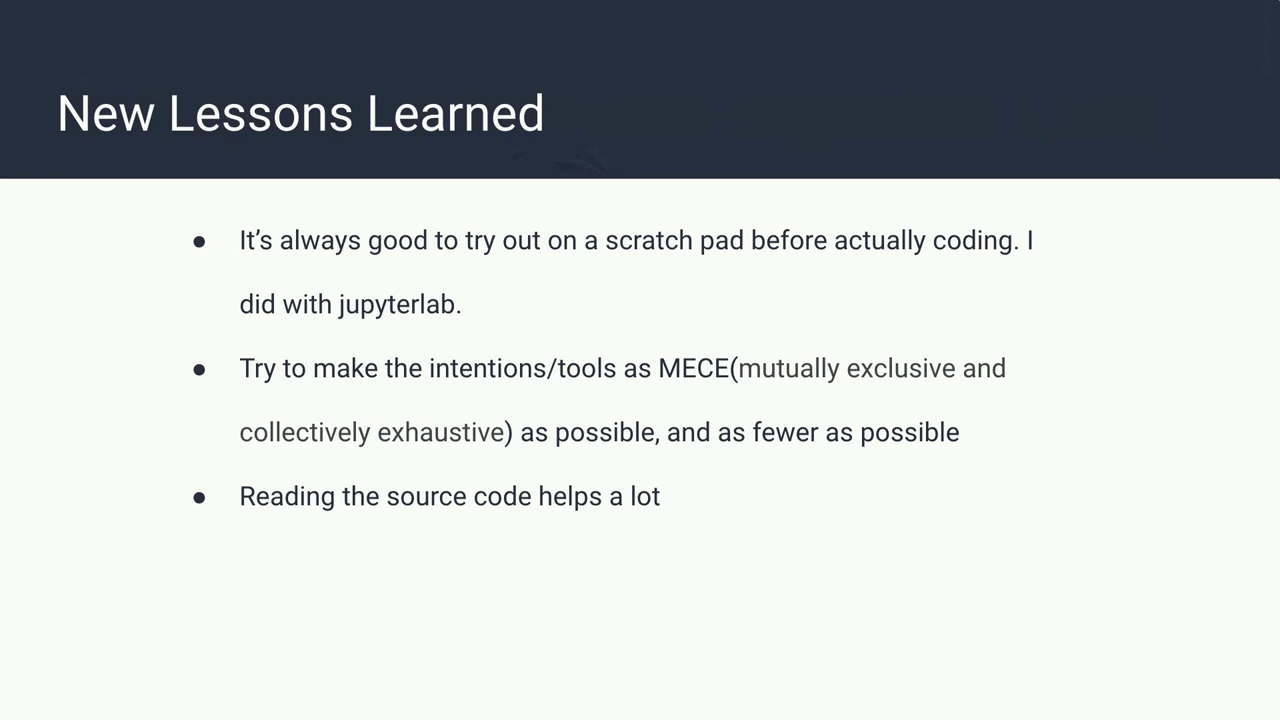 New Lessons Learned
● It’s always good to try out on a scratch pad before actually coding. I
did with jupyterlab.
● Try to make the intentions/tools as MECE(mutually exclusive and
collectively exhaustive) as possible, and as fewer as possible
● Reading the source code helps a lot